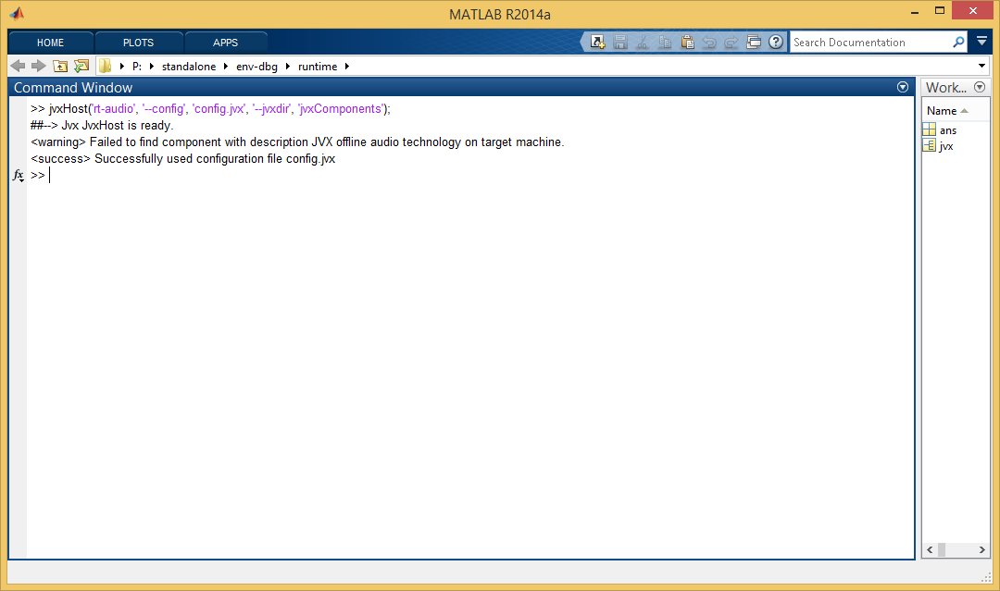 MATLAB R2014a
HOME PLOTS APPS
Search Documentation
P: standalone env-dbg runtime
Command Window
Work...
>> jvxHost('rt-audio', '--config', 'config.jvx', '--jvxdir', 'jvxComponents');
##--> Jvx JvxHost is ready.
<warning> Failed to find component with description JVX offline audio technology on target machine.
<success> Successfully used configuration file config.jvx
fx >>
Name
ans
jvx